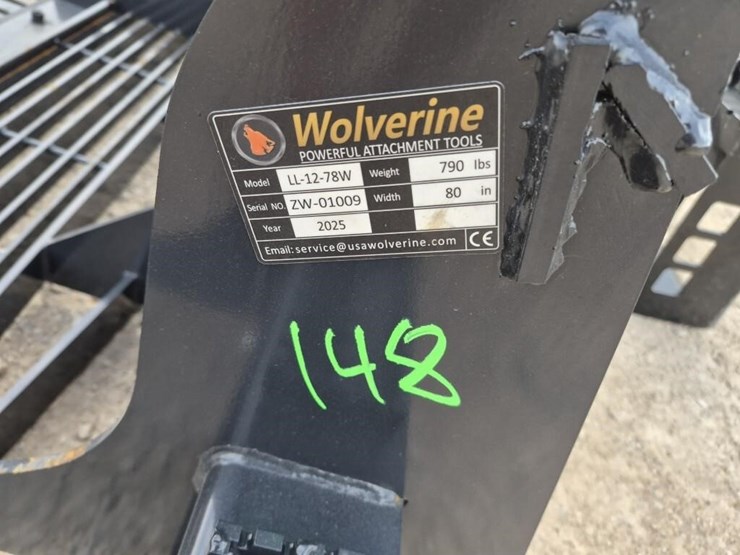 Wolverine
POWERFUL ATTACHMENT TOOLS
Model LL-12-78W Weight 790 lbs
Serial NO. ZW-01009 Width 80 in
Year 2025
Email: service@usawolverine.com CE
148